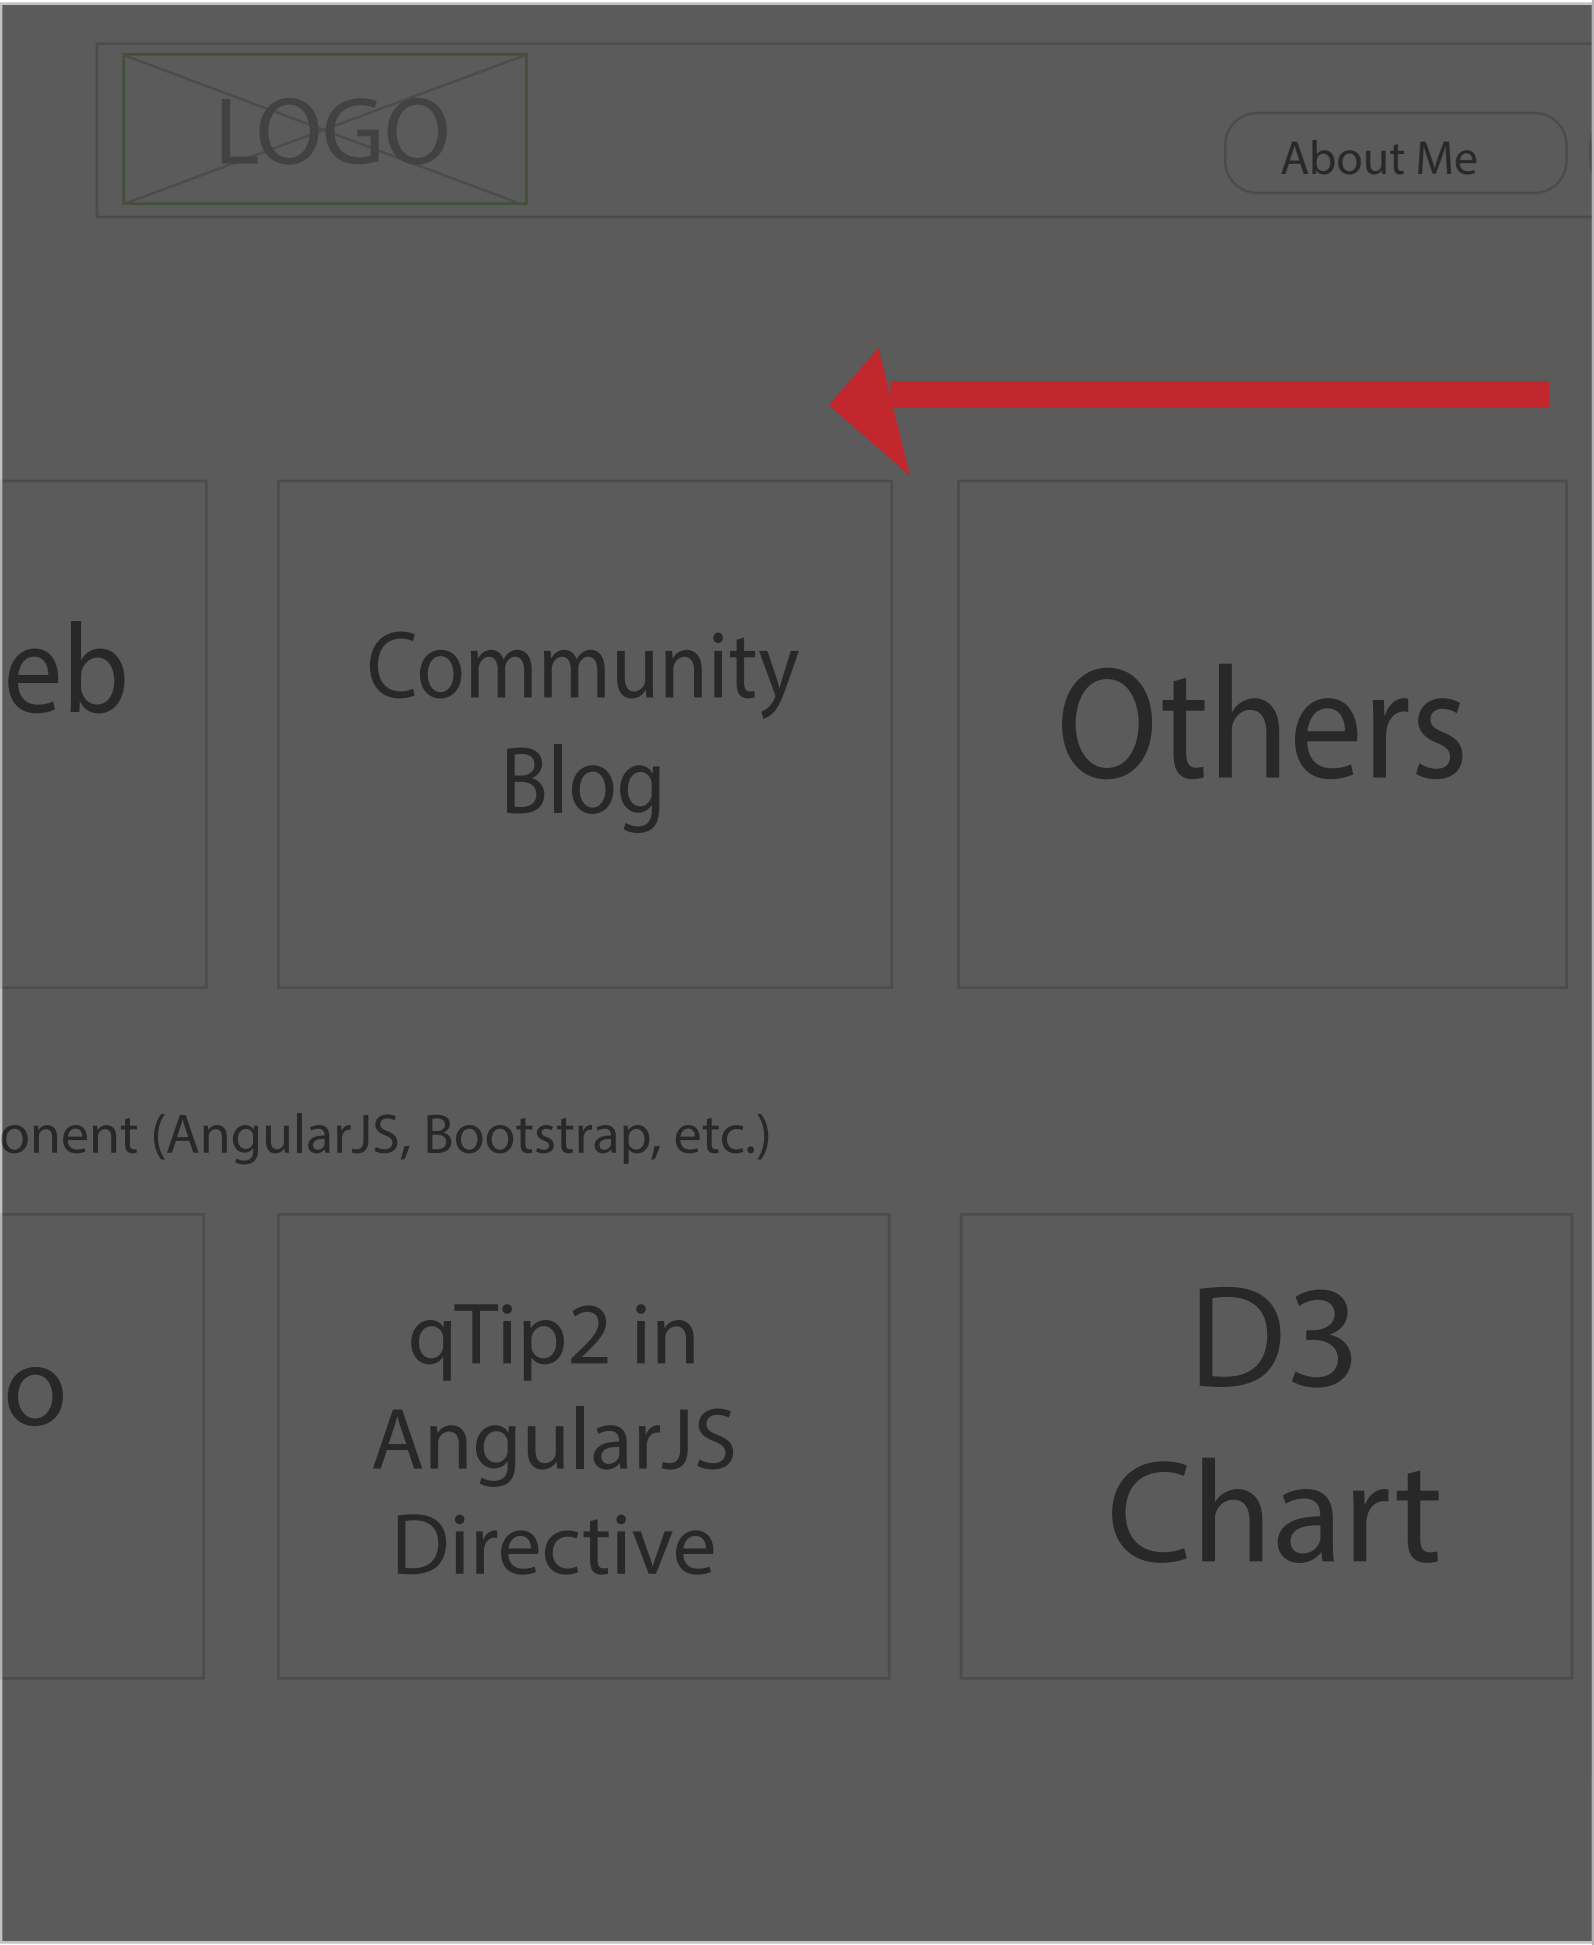 LOGO
About Me
eb
Community
Blog
Others
onent (AngularJS, Bootstrap, etc.)
o
qTip2 in
AngularJS
Directive
D3
Chart